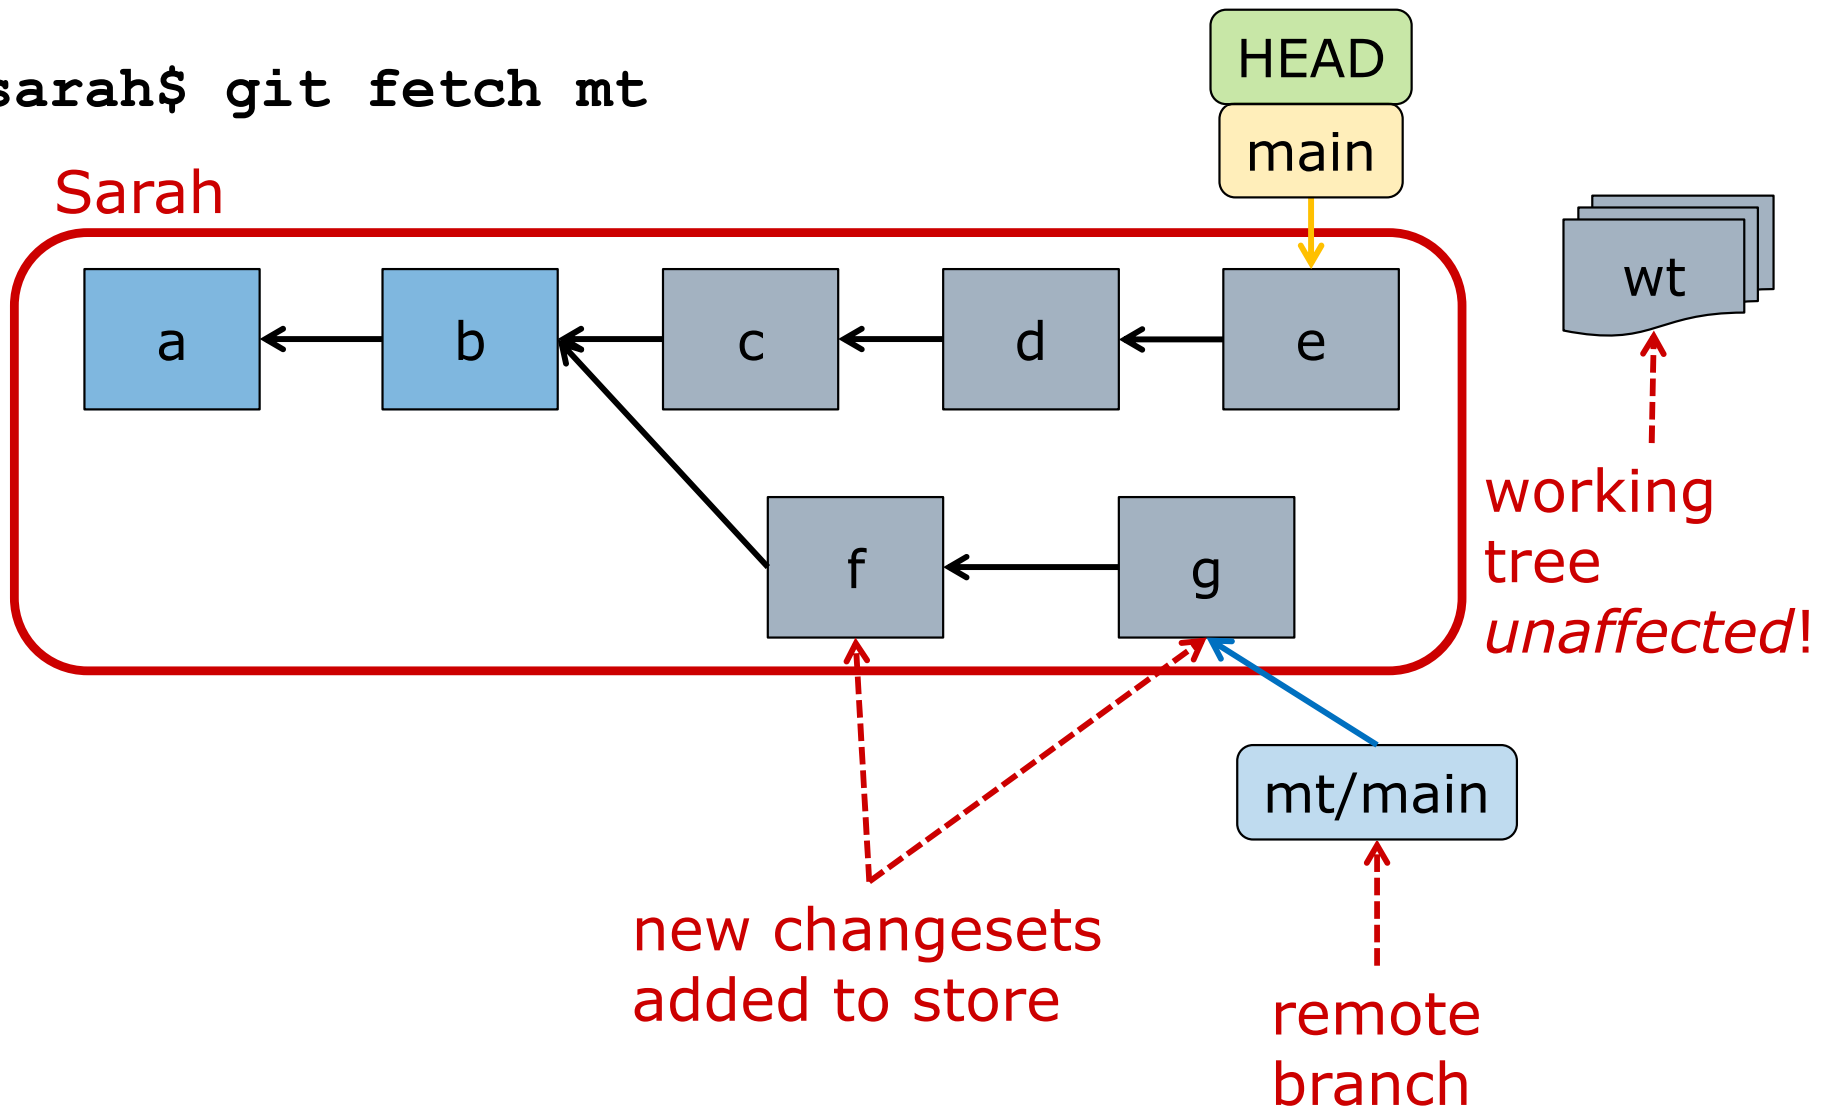 sarah$ git fetch mt
HEAD
main
Sarah
wt
a
b
c
d
e
f
g
working
tree
unaffected!
mt/main
new changesets
added to store
remote
branch